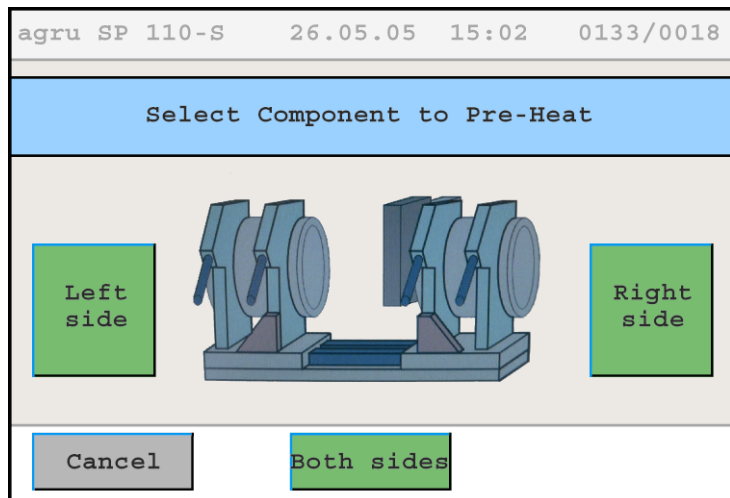 agru SP 110-S 26.05.05 15:02 0133/0018
Select Component to Pre-Heat
Left
side
Right
side
Cancel
Both sides